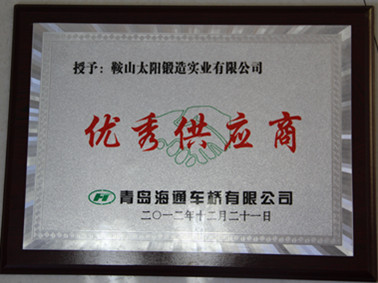 授予：鞍山太阳锻造实业有限公司
优秀供应商
青岛海通车桥有限公司
二〇一二年十二月二十一日